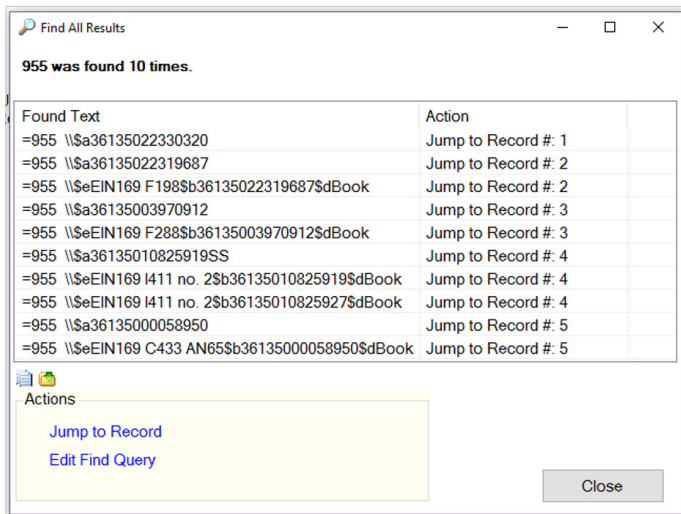 Find All Results
955 was found 10 times.
Found Text Action
=955 \\$a36135022330320 Jump to Record #: 1
=955 \\$a36135022319687 Jump to Record #: 2
=955 \\$eEIN169 F198$b36135022319687$dBook Jump to Record #: 2
=955 \\$a36135003970912 Jump to Record #: 3
=955 \\$eEIN169 F288$b36135003970912$dBook Jump to Record #: 3
=955 \\$a36135010825919SS Jump to Record #: 4
=955 \\$eEIN169 I411 no. 2$b36135010825919$dBook Jump to Record #: 4
=955 \\$eEIN169 I411 no. 2$b36135010825927$dBook Jump to Record #: 4
=955 \\$a36135000058950 Jump to Record #: 5
=955 \\$eEIN169 C433 AN65$b36135000058950$dBook Jump to Record #: 5
Actions
Jump to Record
Edit Find Query
Close